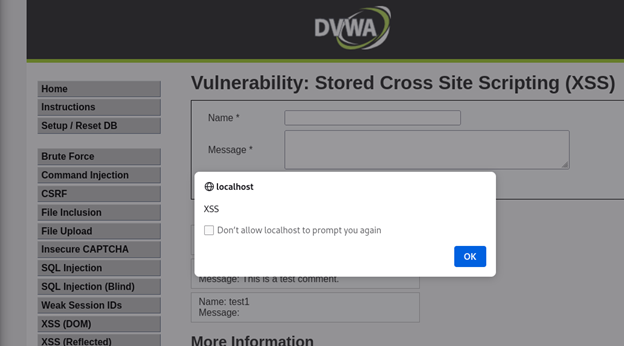 DVWA
Home
Instructions
Setup / Reset DB
Brute Force
Command Injection
CSRF
File Inclusion
File Upload
Insecure CAPTCHA
SQL Injection
SQL Injection (Blind)
Weak Session IDs
XSS (DOM)
XSS (Reflected)
Vulnerability: Stored Cross Site Scripting (XSS)
Name *
Message *
localhost
XSS
Don't allow localhost to prompt you again
OK
Message: This is a test comment.
Name: test1
Message:
More Information